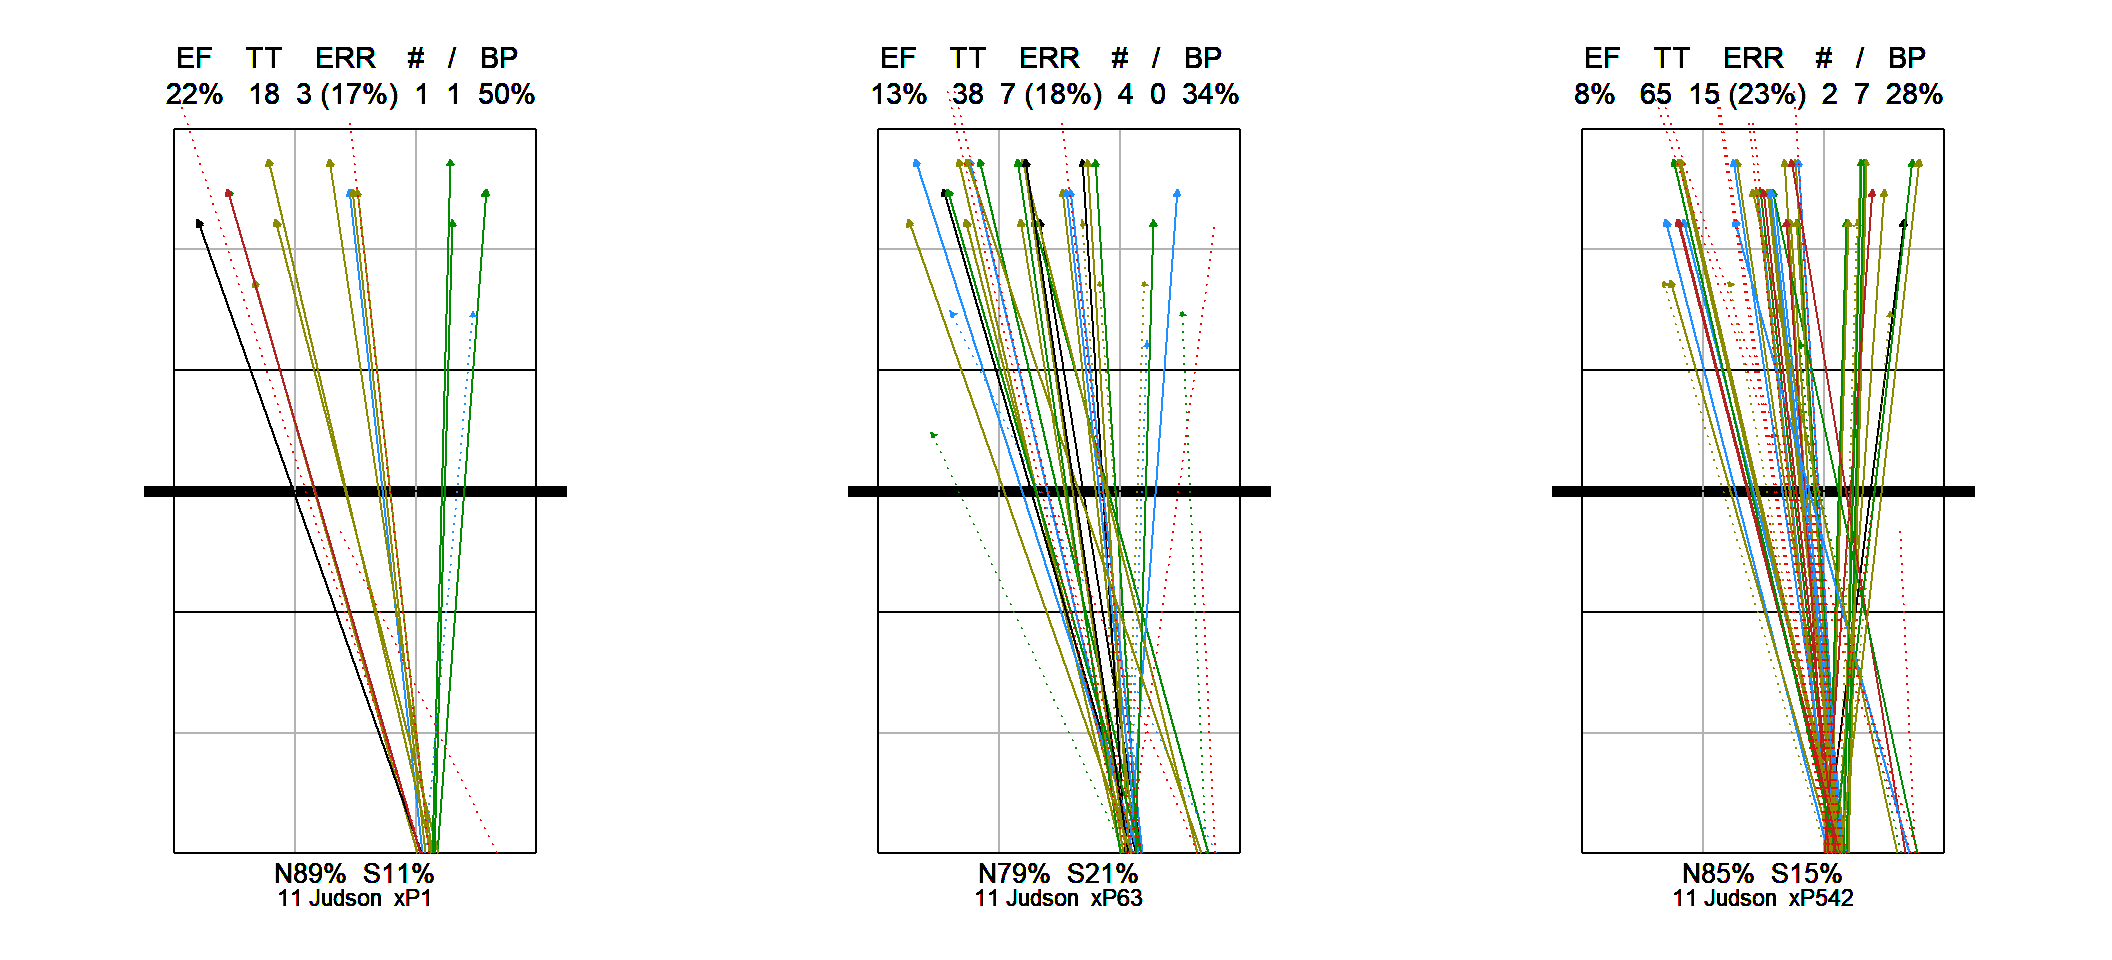 EF TT ERR # / BP
22% 18 3 (17%) 1 1 50%
N89% S11%
11 Judson xP1
EF TT ERR # / BP
13% 38 7 (18%) 4 0 34%
N79% S21%
11 Judson xP63
EF TT ERR # / BP
8% 65 15 (23%) 2 7 28%
N85% S15%
11 Judson xP542